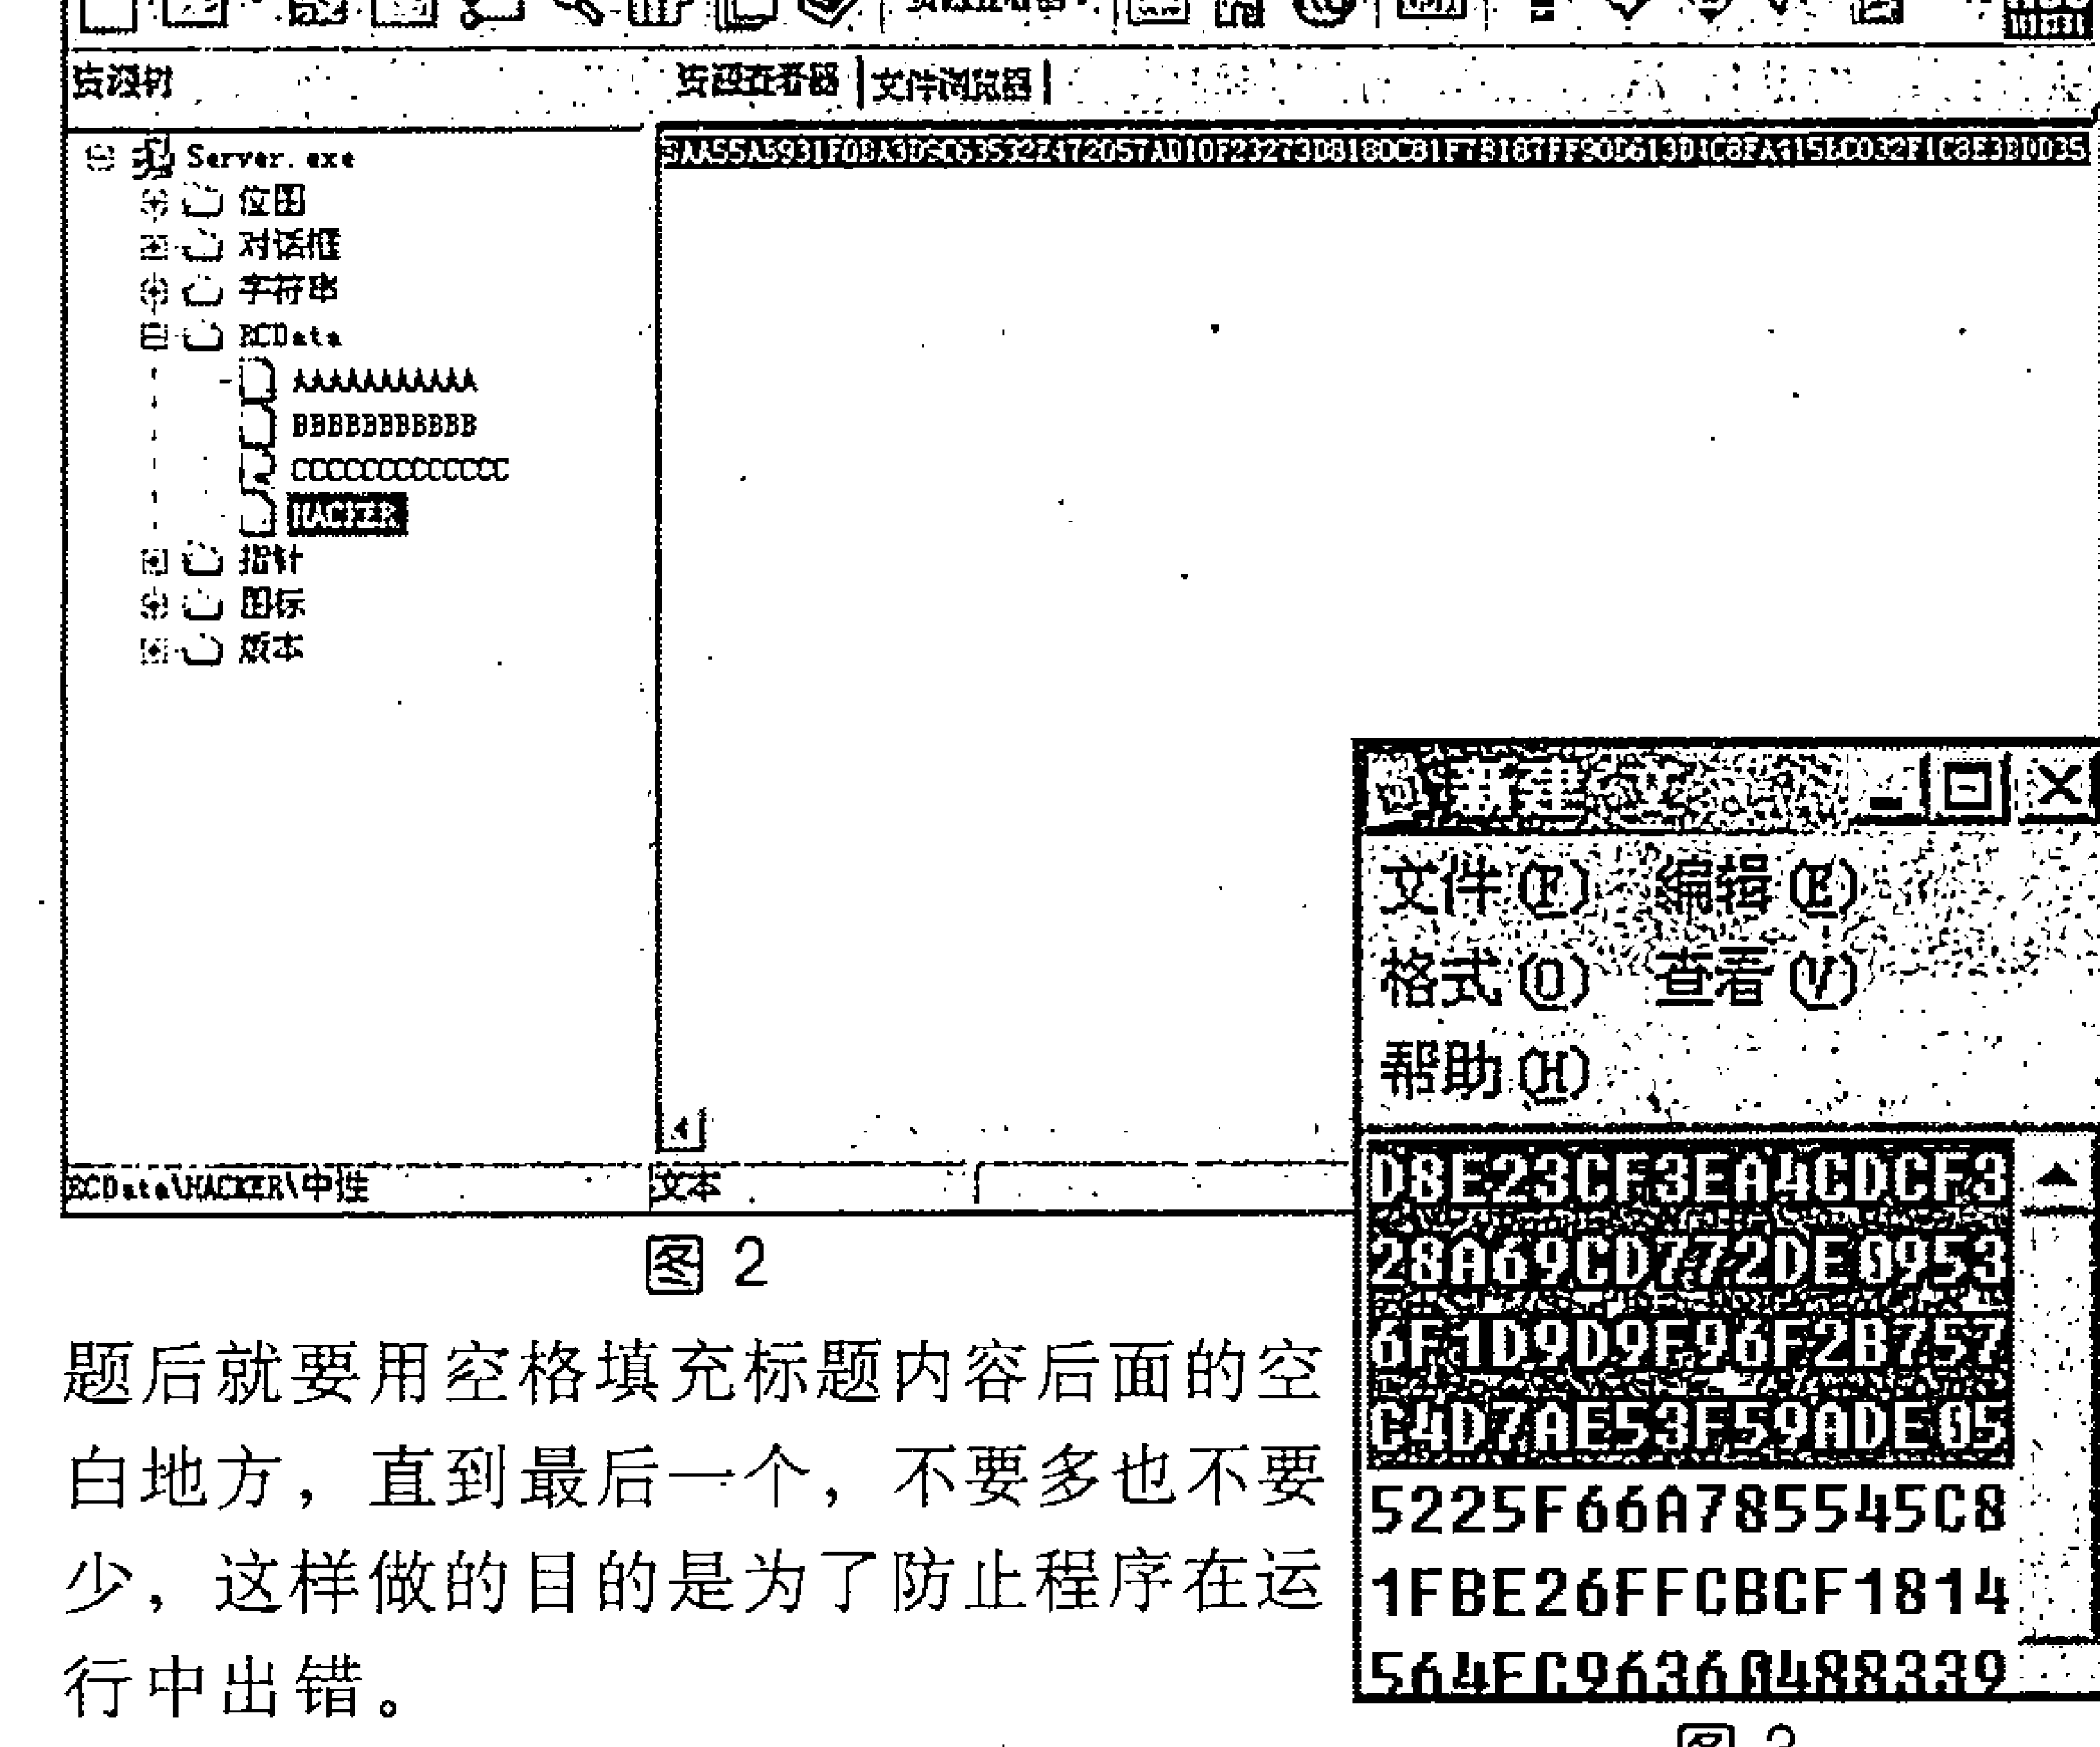 资源树
资源查看器 文件浏览器
Server.exe
位图
对话框
字符串
RCData
AAAAAAAAAAA
BBBBBBBBBBB
CCCCCCCCCCCCC
HACKER
指针
图标
版本
RCData\HACKER\中性
文本
图 2
题后就要用空格填充标题内容后面的空
白地方，直到最后一个，不要多也不要
少，这样做的目的是为了防止程序在运
行中出错。
新建
文件(F) 编辑(E)
格式(O) 查看(V)
帮助(H)
D8E23CF3EA4CDCF3
28A69CD772DE0953
6F1D9D9F96F2B757
C4D7AE53F59ADE05
5225F66A785545C8
1FBE26FFCBCF1814
图 3